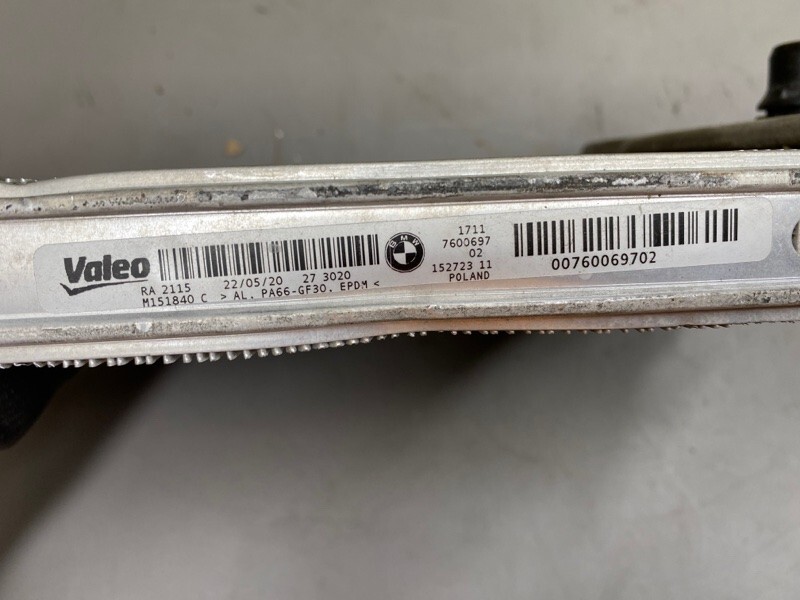 Valeo
RA 2115 22/05/20 27 3020
M151840 C > AL. PA66-GF30. EPDM <
BMW
1711
7600697
02
152723 11
POLAND
00760069702